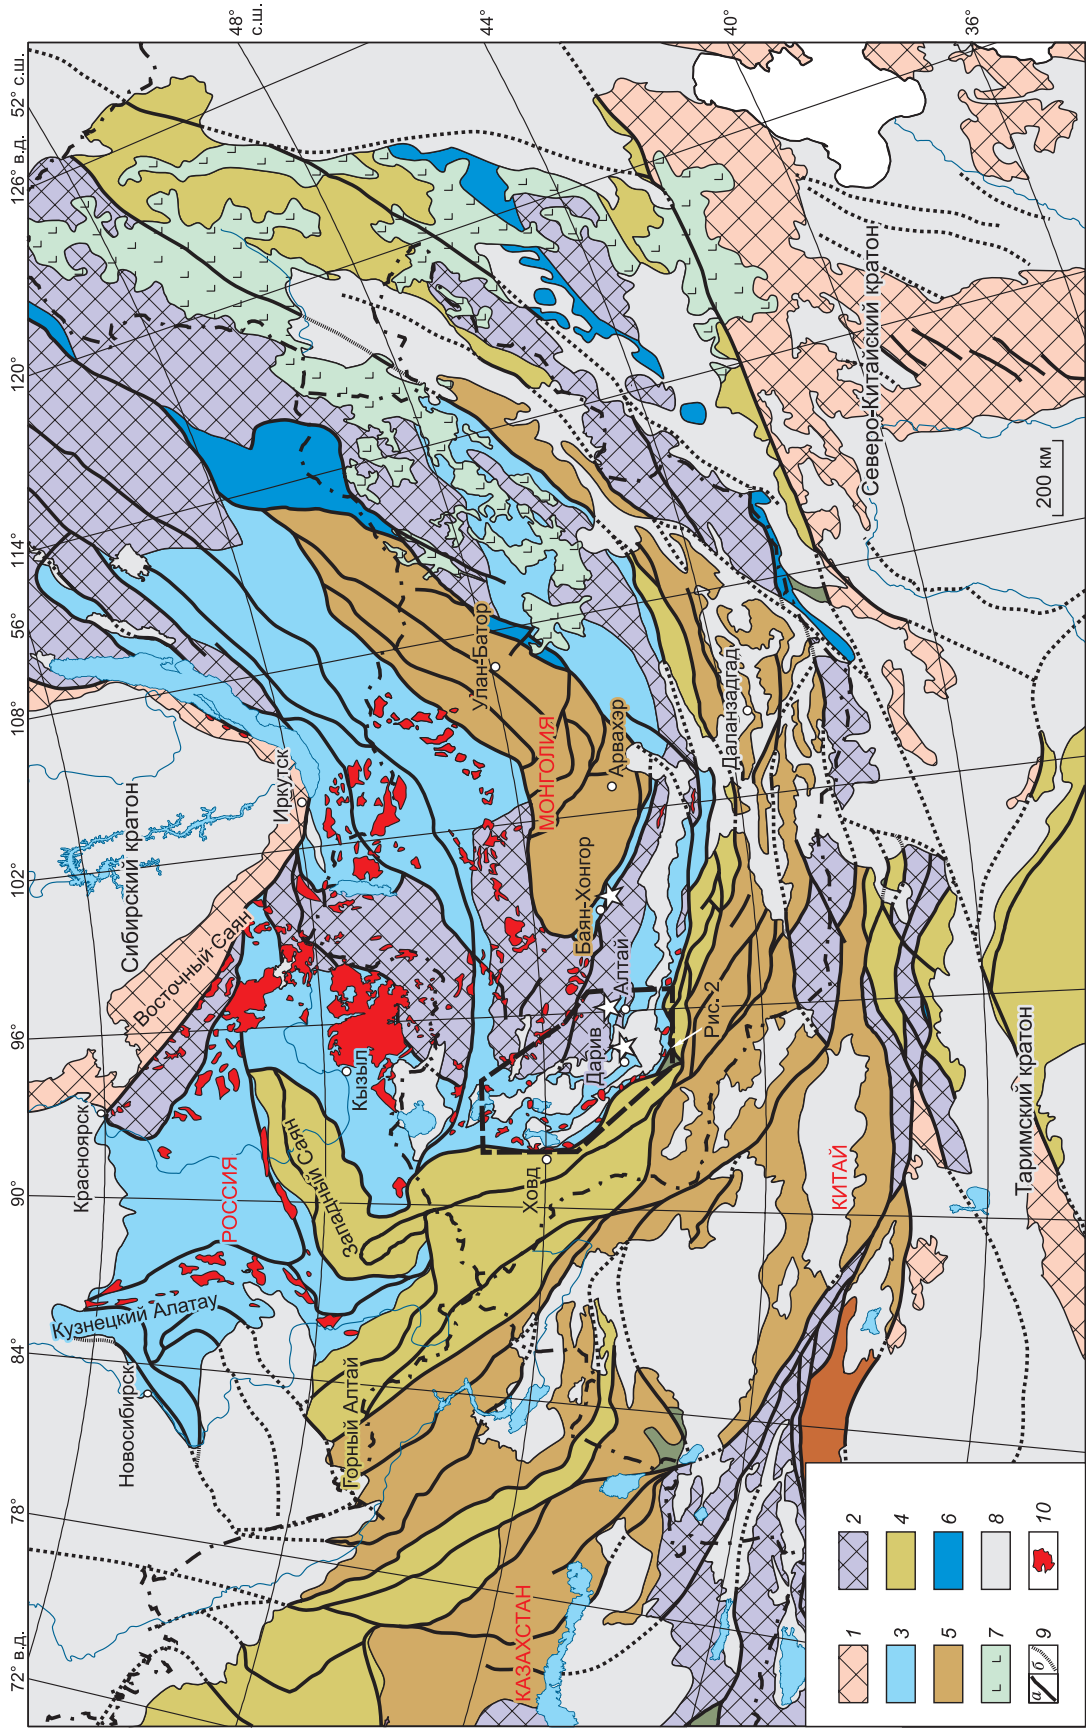 72° в.д.
78°
84°
90°
96°
102°
108°
56°
114°
120°
126° в.д.
52° с.ш.
48°
с.ш.
44°
40°
36°
Новосибирск
Красноярск
Кузнецкий Алатау
РОССИЯ
Восточный Саян
Сибирский кратон
Иркутск
Западный Саян
Кызыл
Горный Алтай
Улан-Батор
МОНГОЛИЯ
Ховд
Баян-Хонгор
Арвахэр
Дарив
Алтай
Рис. 2
Даланзадгад
КАЗАХСТАН
КИТАЙ
Северо-Китайский кратон
Таримский кратон
200 км
1
2
3
4
5
6
7
8
а
б
9
10